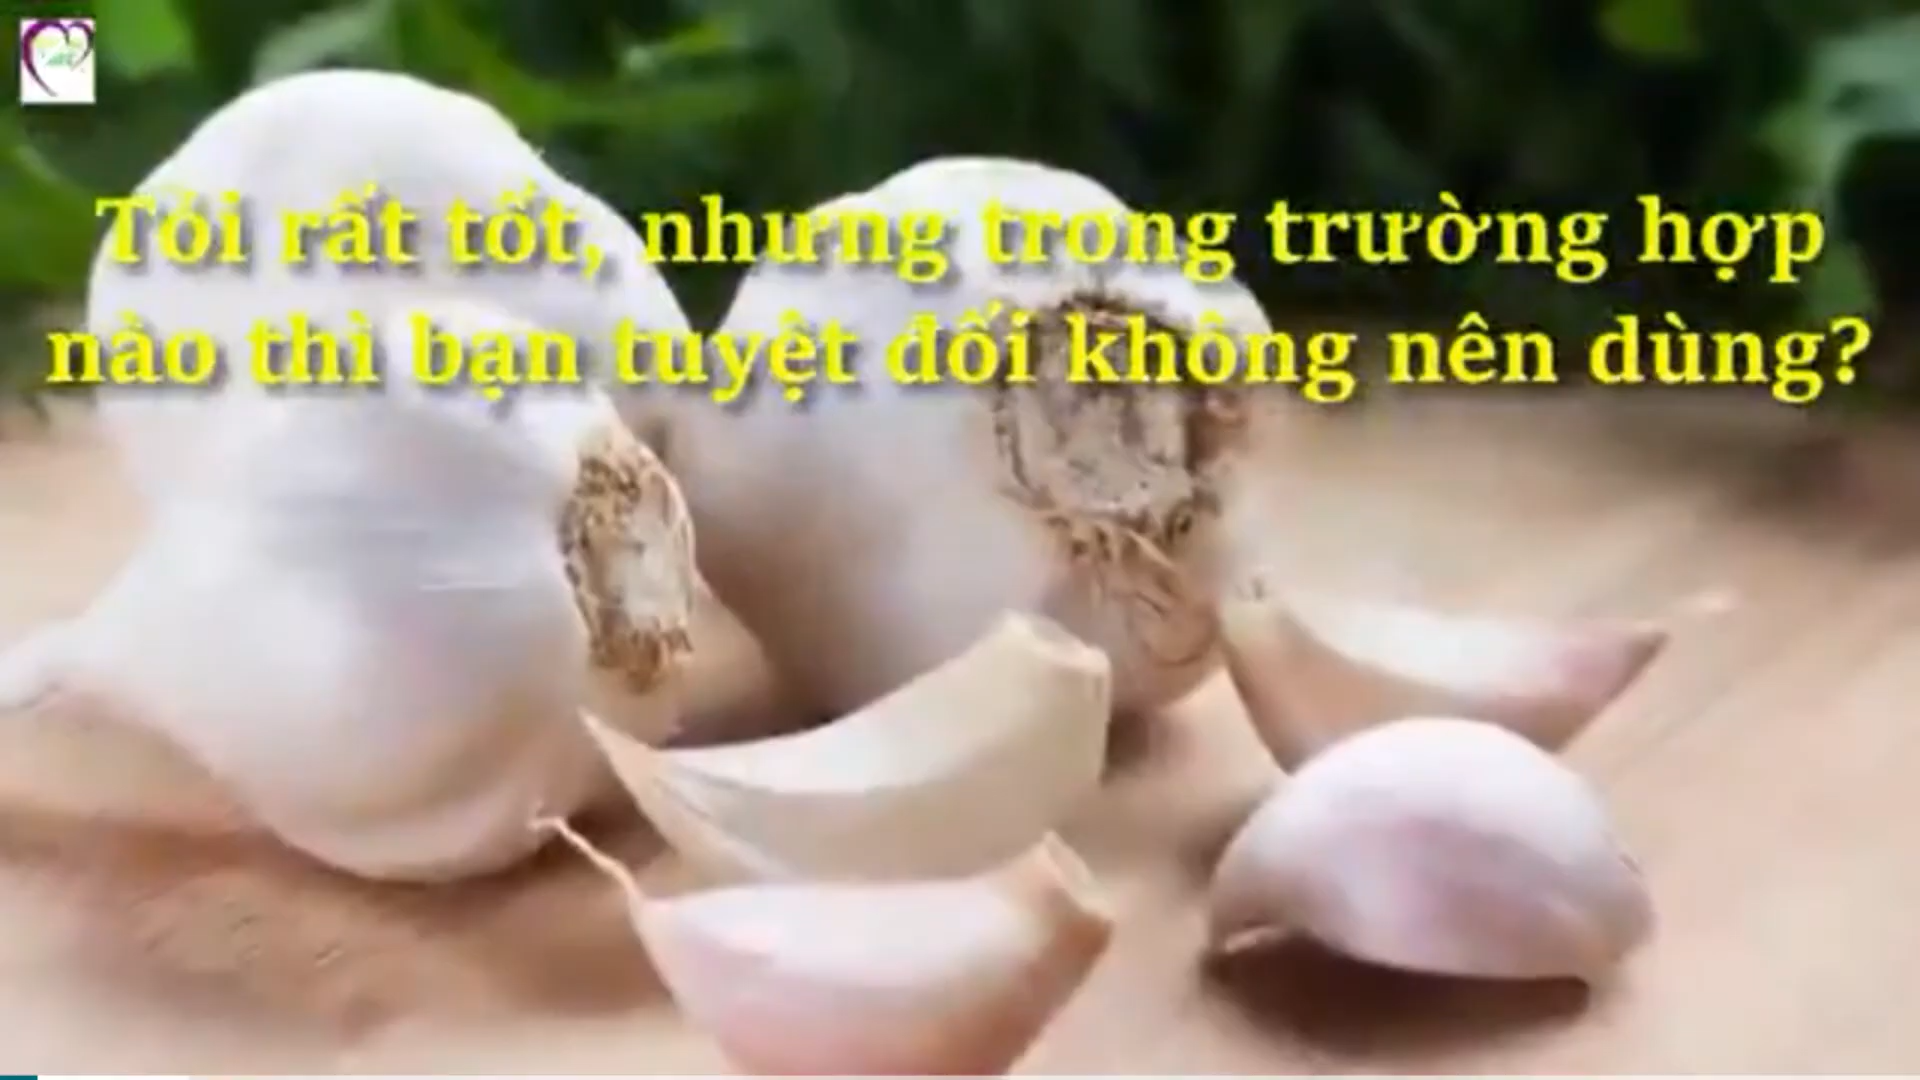 Tỏi rất tốt, nhưng trong trường hợp
nào thì bạn tuyệt đối không nên dùng?